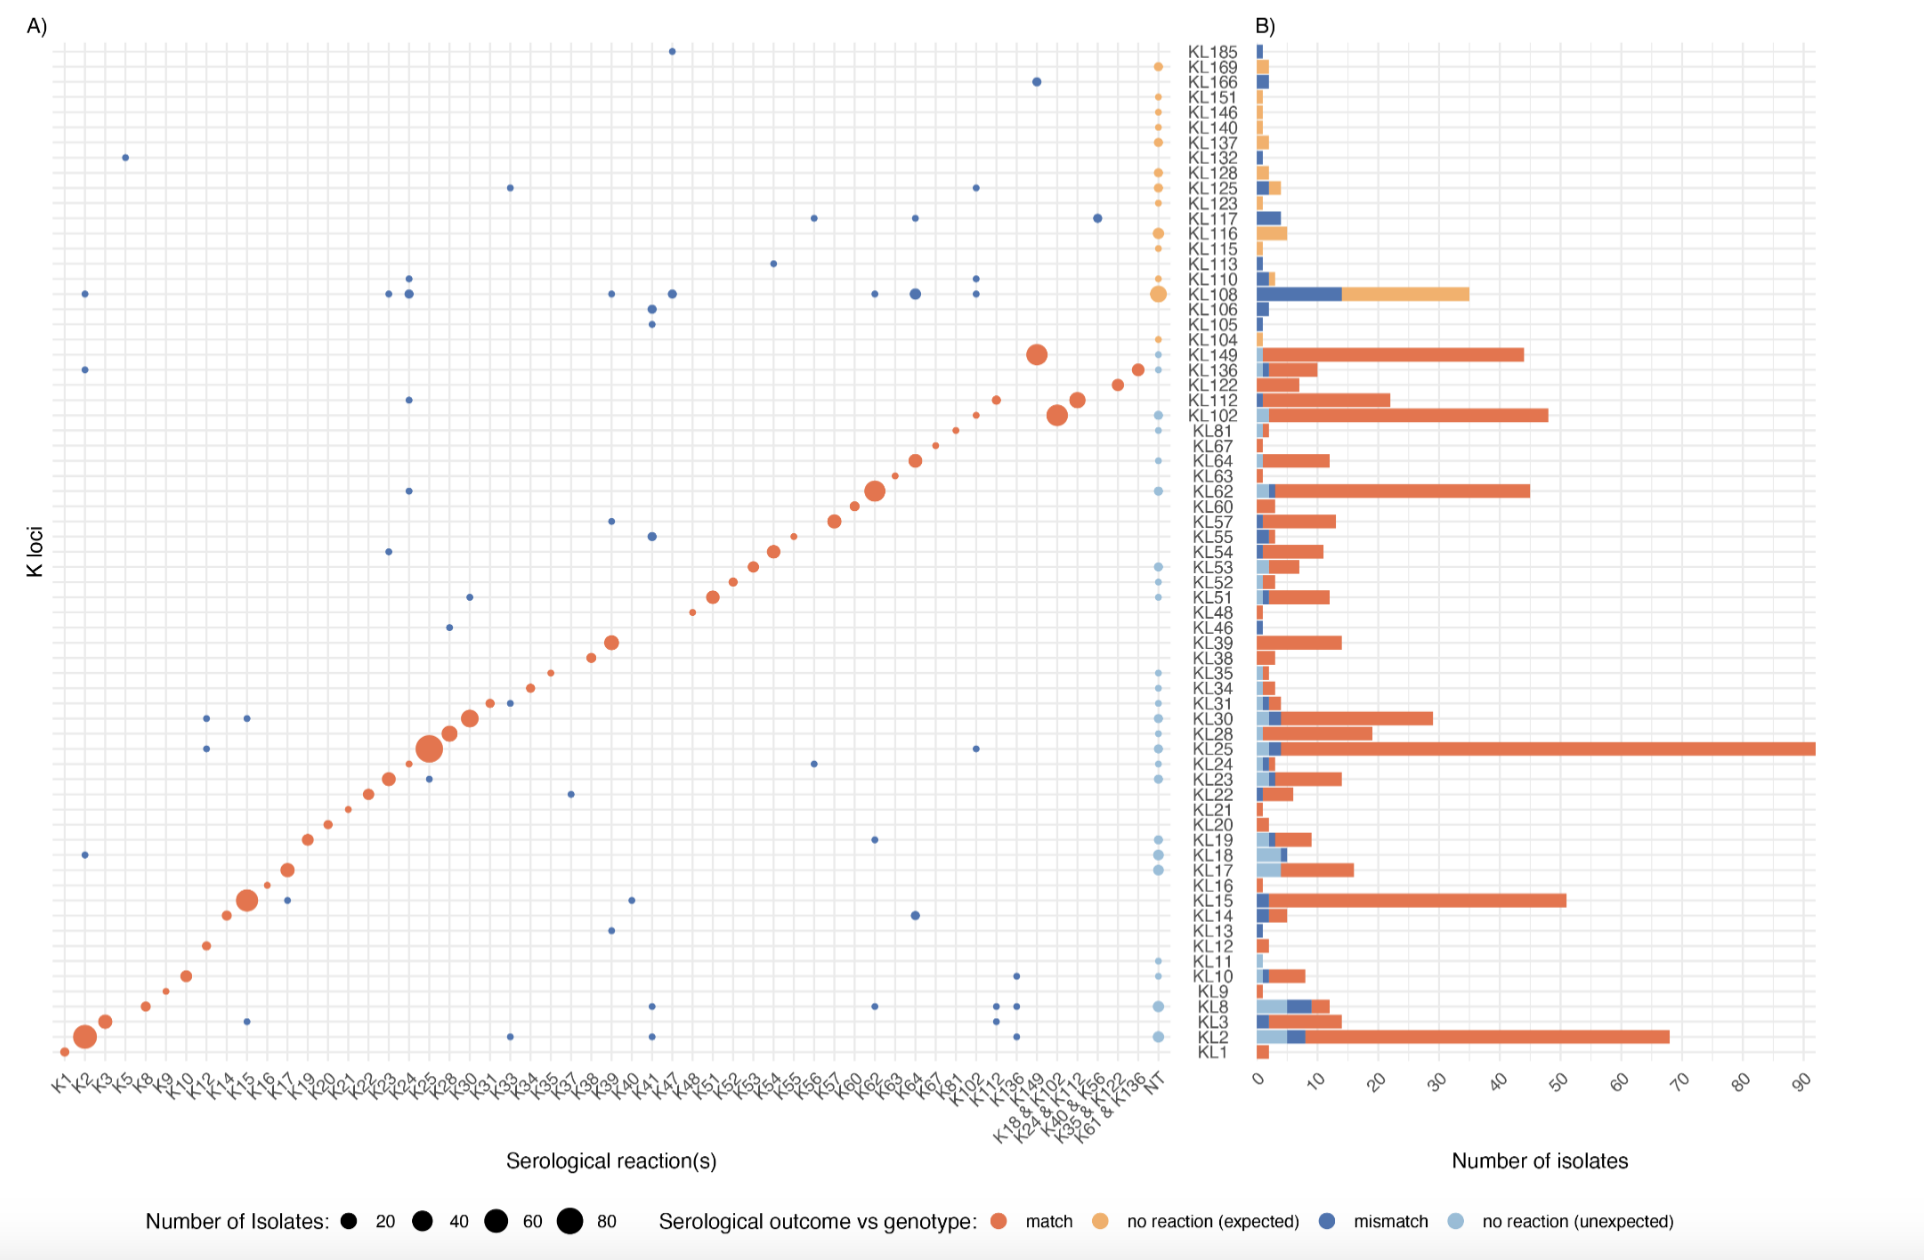 A)
B)
K loci
KL185
KL169
KL166
KL151
KL146
KL140
KL137
KL132
KL128
KL125
KL123
KL117
KL116
KL115
KL113
KL110
KL108
KL106
KL105
KL104
KL149
KL136
KL122
KL112
KL102
KL81
KL67
KL64
KL63
KL62
KL60
KL57
KL55
KL54
KL53
KL52
KL51
KL48
KL46
KL39
KL38
KL35
KL34
KL31
KL30
KL28
KL25
KL24
KL23
KL22
KL21
KL20
KL19
KL18
KL17
KL16
KL15
KL14
KL13
KL12
KL11
KL10
KL9
KL8
KL3
KL2
KL1
K1
K2
K3
K5
K8
K9
K10
K12
K14
K15
K16
K17
K19
K20
K21
K22
K23
K24
K25
K28
K30
K31
K33
K34
K35
K37
K38
K39
K40
K41
K47
K48
K51
K52
K53
K54
K55
K56
K57
K60
K62
K63
K64
K67
K81
K102
K112
K136
K149
K18 & K102
K24 & K112
K40 & K56
K35 & K122
K61 & K136
NT
0
10
20
30
40
50
60
70
80
90
Serological reaction(s)
Number of isolates
Number of Isolates: 20 40 60 80
Serological outcome vs genotype: match no reaction (expected) mismatch no reaction (unexpected)